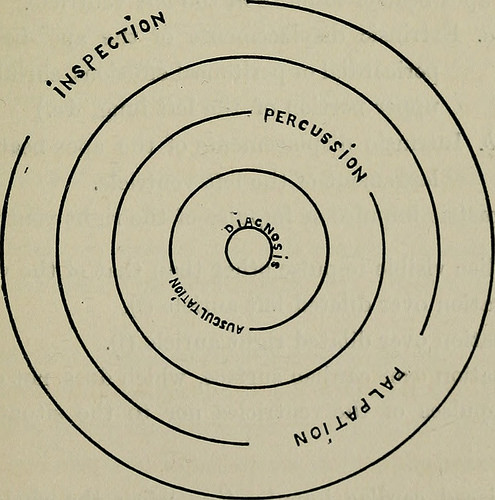 INSPECTION
PERCUSSION
DIAGNOSIS
AUSCULTATION
PALPATION